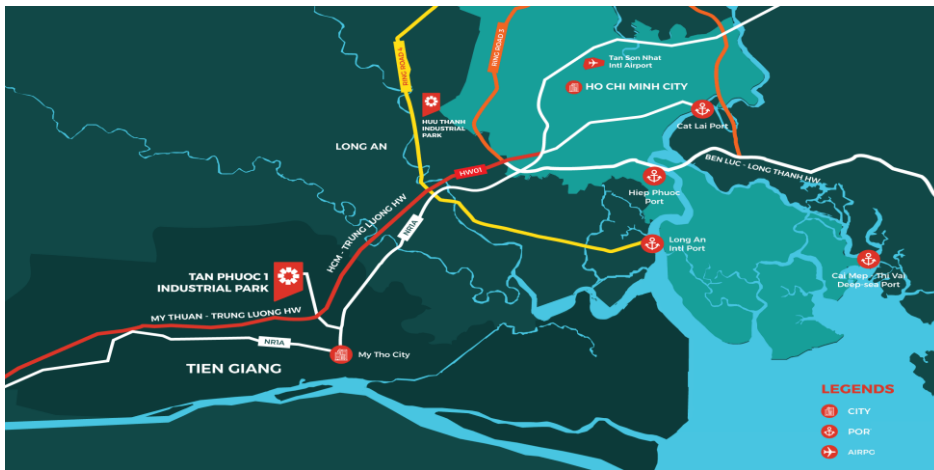 RING ROAD 4
RING ROAD 3
Tan Son Nhat
Intl Airport
HO CHI MINH CITY
HUU THANH
INDUSTRIAL
PARK
Cat Lai Port
LONG AN
BEN LUC - LONG THANH HW
HW01
Hiep Phuoc
Port
HCM - TRUNG LUONG HW
NR1A
Long An
Intl Port
TAN PHUOC 1
INDUSTRIAL PARK
Cai Mep - Thi Vai
Deep-sea Port
MY THUAN - TRUNG LUONG HW
NR1A
My Tho City
TIEN GIANG
LEGENDS
CITY
POR
AIRPO